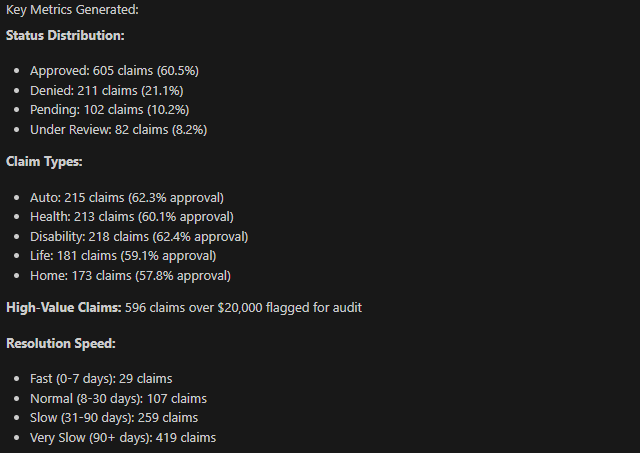 Key Metrics Generated:
Status Distribution:
• Approved: 605 claims (60.5%)
• Denied: 211 claims (21.1%)
• Pending: 102 claims (10.2%)
• Under Review: 82 claims (8.2%)
Claim Types:
• Auto: 215 claims (62.3% approval)
• Health: 213 claims (60.1% approval)
• Disability: 218 claims (62.4% approval)
• Life: 181 claims (59.1% approval)
• Home: 173 claims (57.8% approval)
High-Value Claims: 596 claims over $20,000 flagged for audit
Resolution Speed:
• Fast (0-7 days): 29 claims
• Normal (8-30 days): 107 claims
• Slow (31-90 days): 259 claims
• Very Slow (90+ days): 419 claims